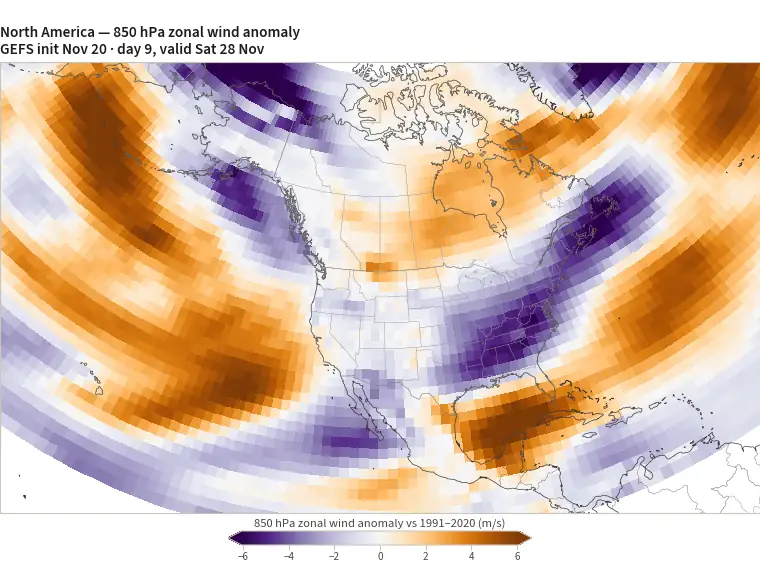 North America — 850 hPa zonal wind anomaly
GEFS init Nov 20 · day 9, valid Sat 28 Nov
850 hPa zonal wind anomaly vs 1991−2020 (m/s)
−6 −4 −2 0 2 4 6